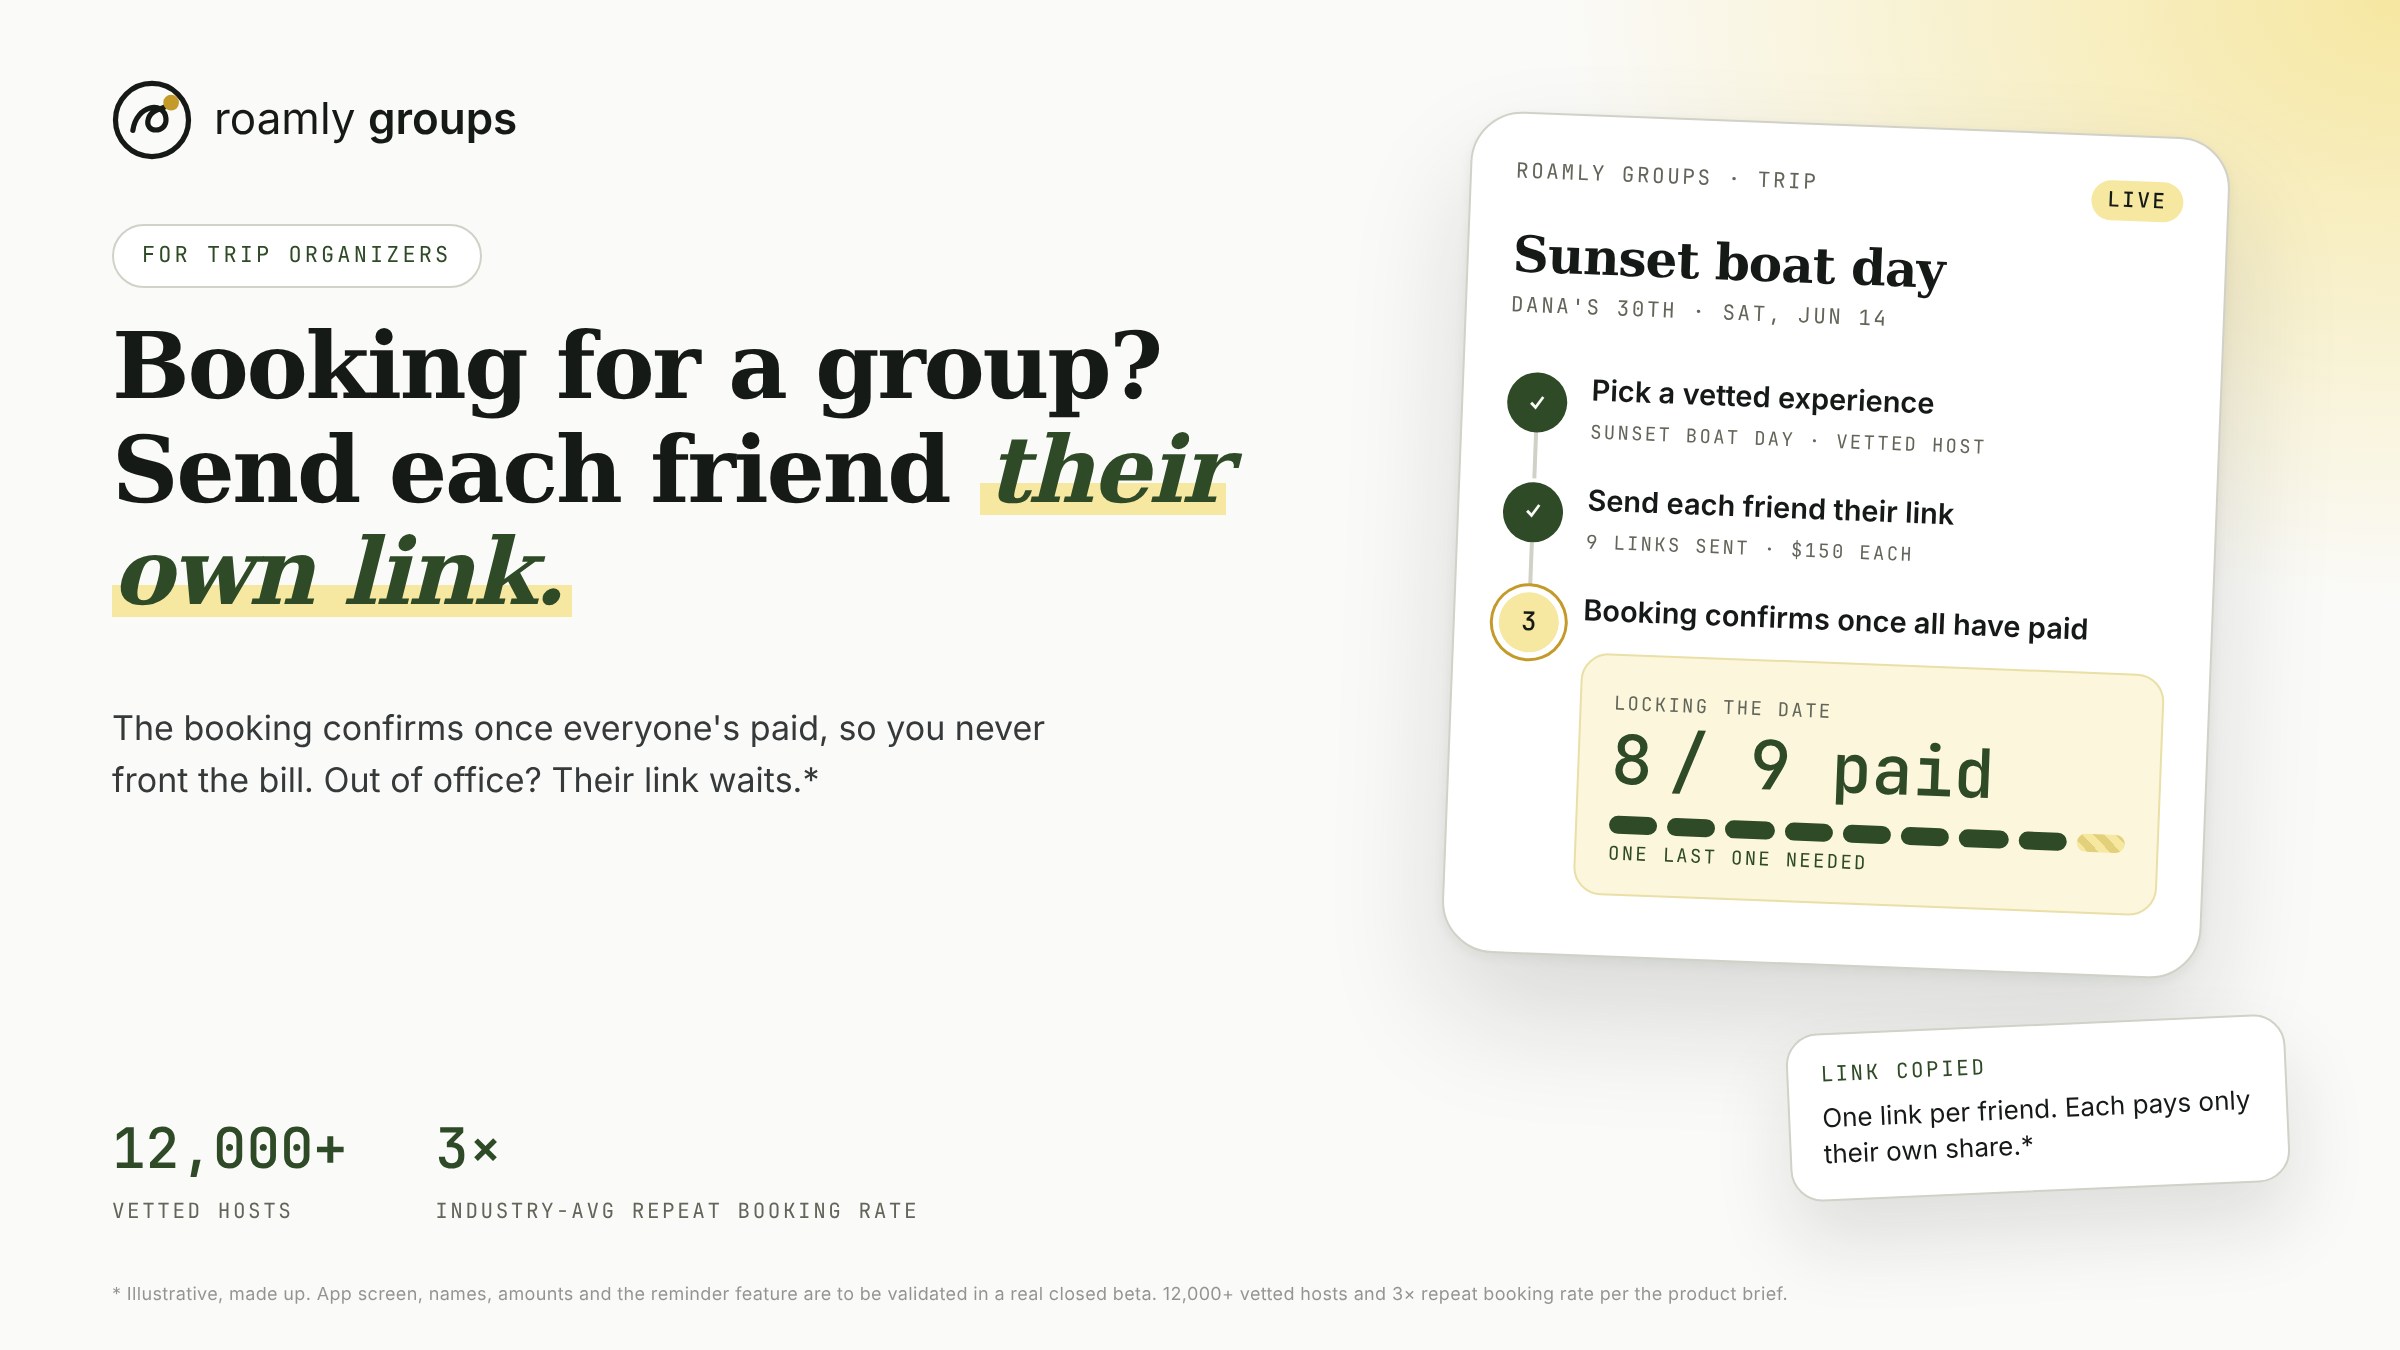 roamly groups
FOR TRIP ORGANIZERS
Booking for a group?
Send each friend their
own link.
The booking confirms once everyone's paid, so you never
front the bill. Out of office? Their link waits.*
12,000+
VETTED HOSTS
3×
INDUSTRY-AVG REPEAT BOOKING RATE
ROAMLY GROUPS · TRIP
LIVE
Sunset boat day
DANA'S 30TH · SAT, JUN 14
Pick a vetted experience
SUNSET BOAT DAY · VETTED HOST
Send each friend their link
9 LINKS SENT · $150 EACH
3
Booking confirms once all have paid
LOCKING THE DATE
8 / 9 paid
ONE LAST ONE NEEDED
LINK COPIED
One link per friend. Each pays only
their own share.*
* Illustrative, made up. App screen, names, amounts and the reminder feature are to be validated in a real closed beta. 12,000+ vetted hosts and 3× repeat booking rate per the product brief.